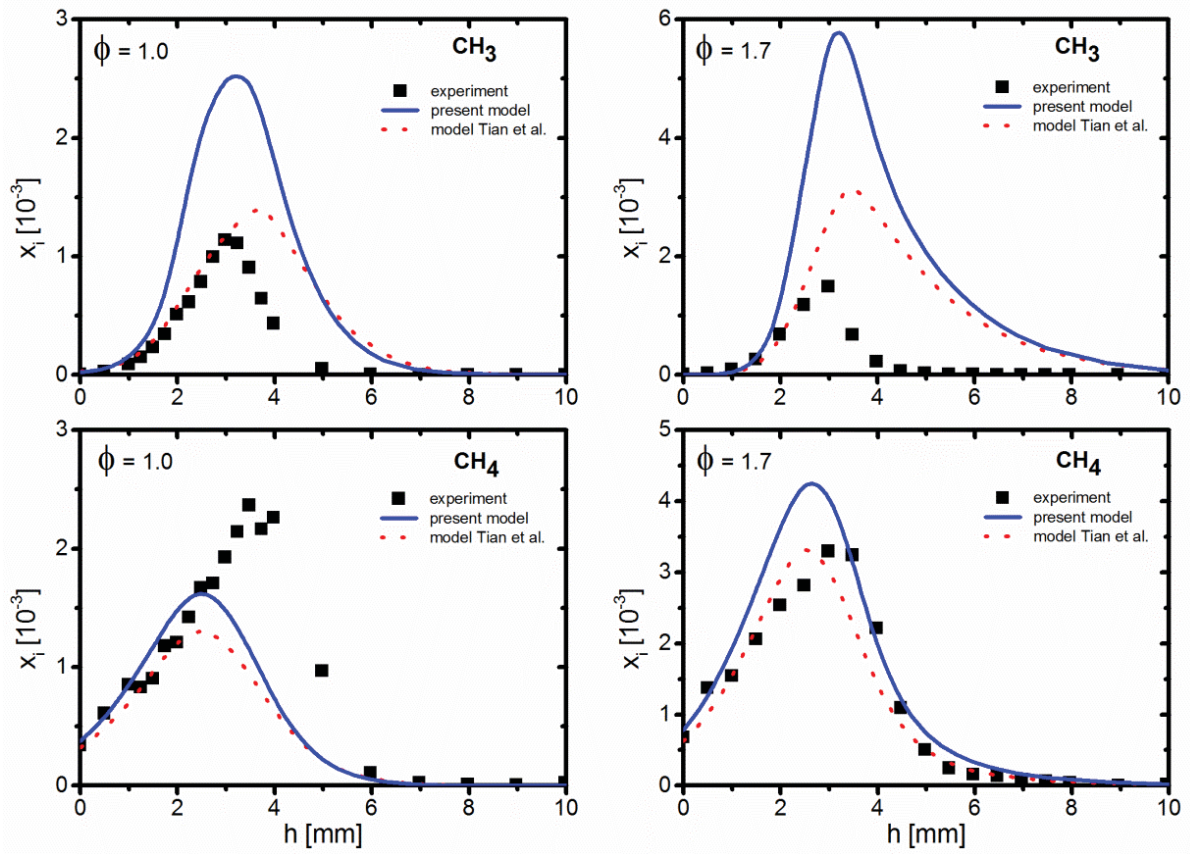 ϕ = 1.0
CH3
experiment
present model
model Tian et al.
xi [10-3]
3
2
1
0
0 2 4 6 8 10
ϕ = 1.7
CH3
experiment
present model
model Tian et al.
xi [10-3]
6
4
2
0
0 2 4 6 8 10
ϕ = 1.0
CH4
experiment
present model
model Tian et al.
xi [10-3]
3
2
1
0
0 2 4 6 8 10
h [mm]
ϕ = 1.7
CH4
experiment
present model
model Tian et al.
xi [10-3]
5
4
3
2
1
0
0 2 4 6 8 10
h [mm]